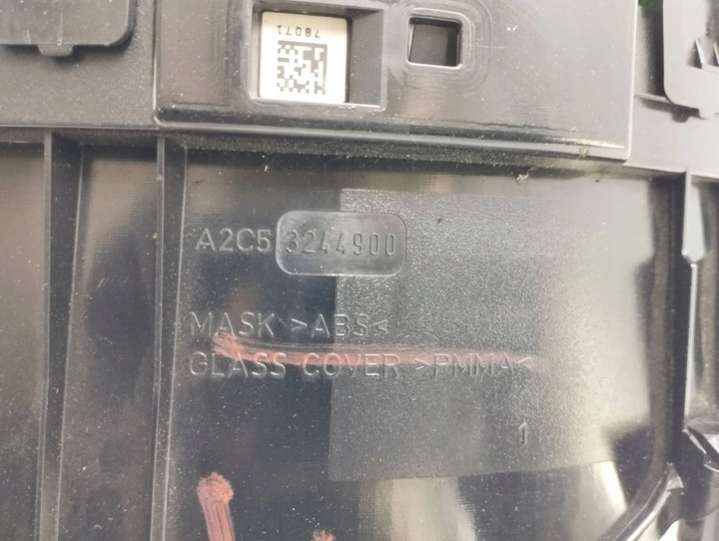 78071
A2C5 3244900
MASK >ABS<
GLASS COVER >PMMA<
1